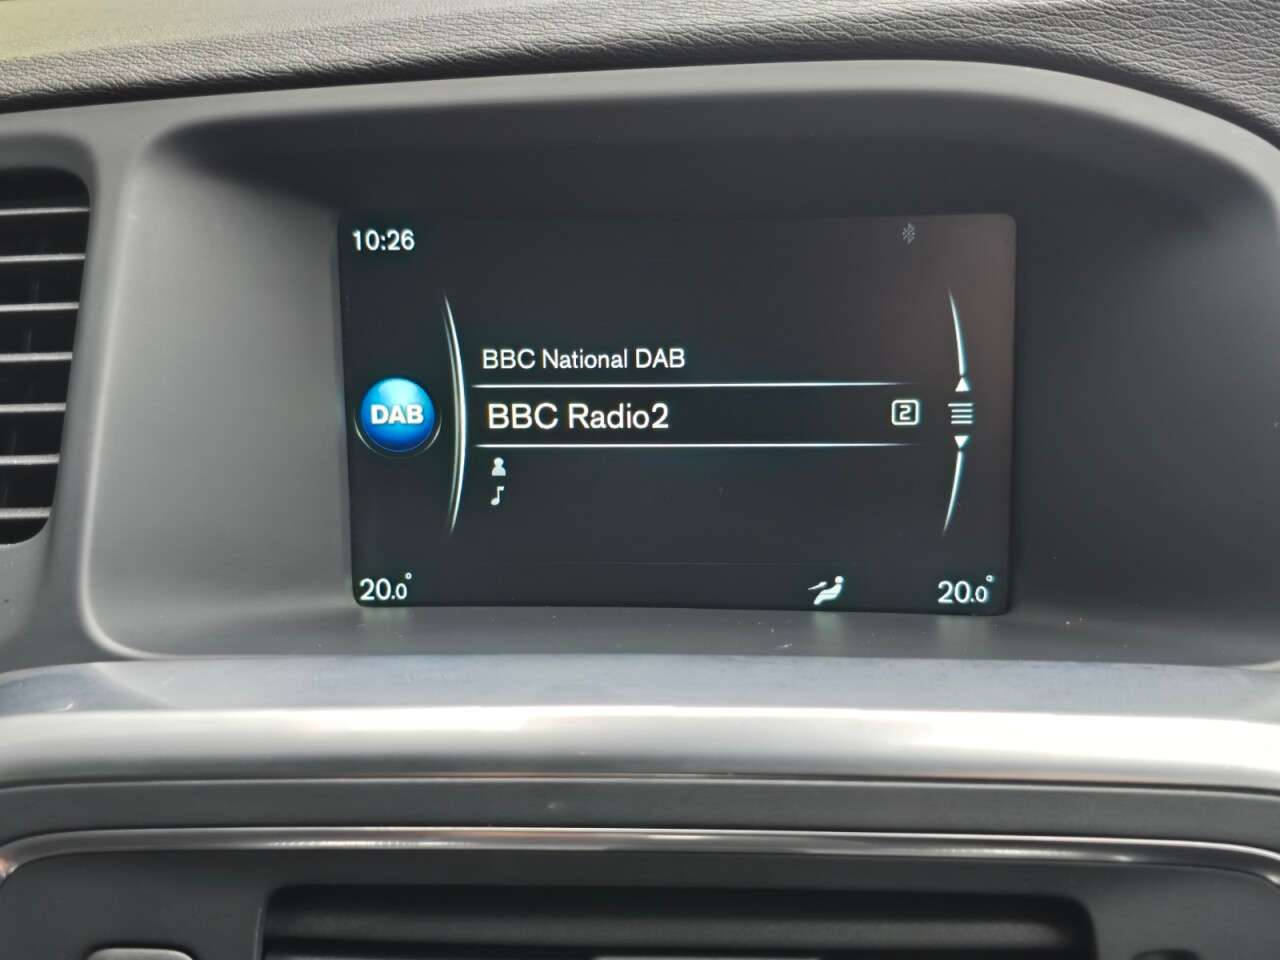 10:26
BBC National DAB
DAB
BBC Radio2
2
20.0°
20.0°